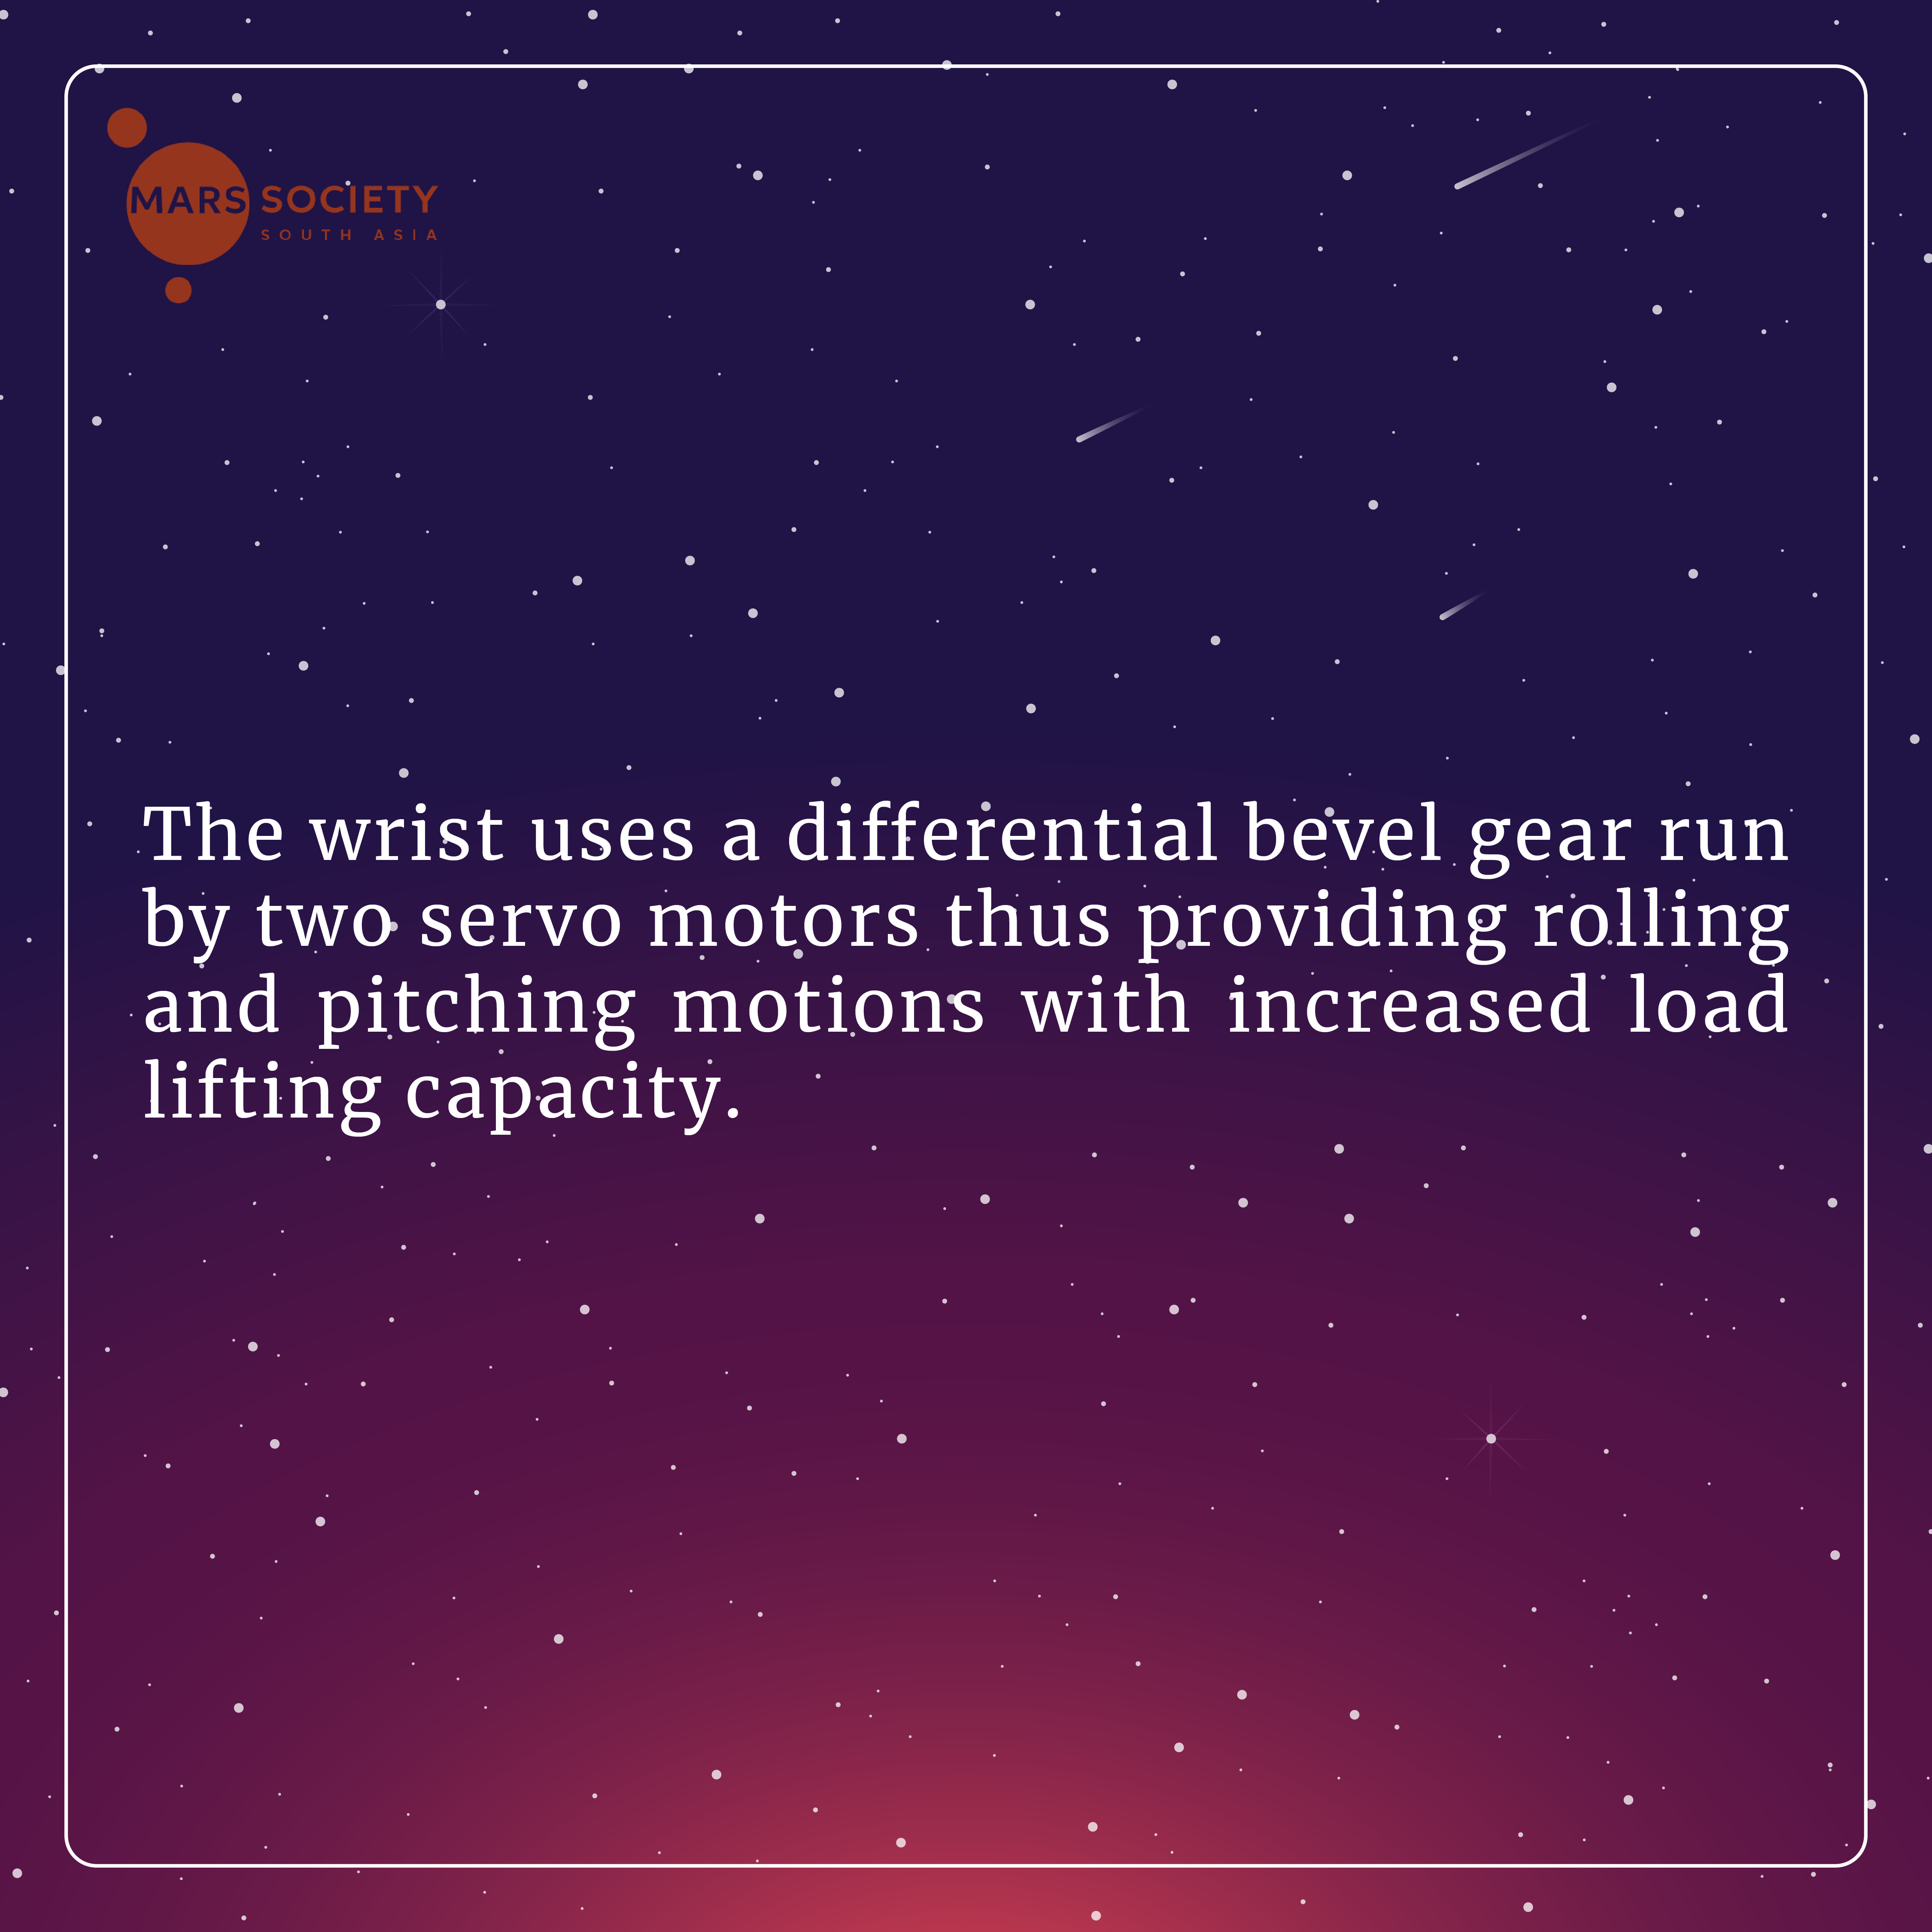 MARS SOCIETY
SOUTH ASIA
The wrist uses a differential bevel gear run
by two servo motors thus providing rolling
and pitching motions with increased load
lifting capacity.